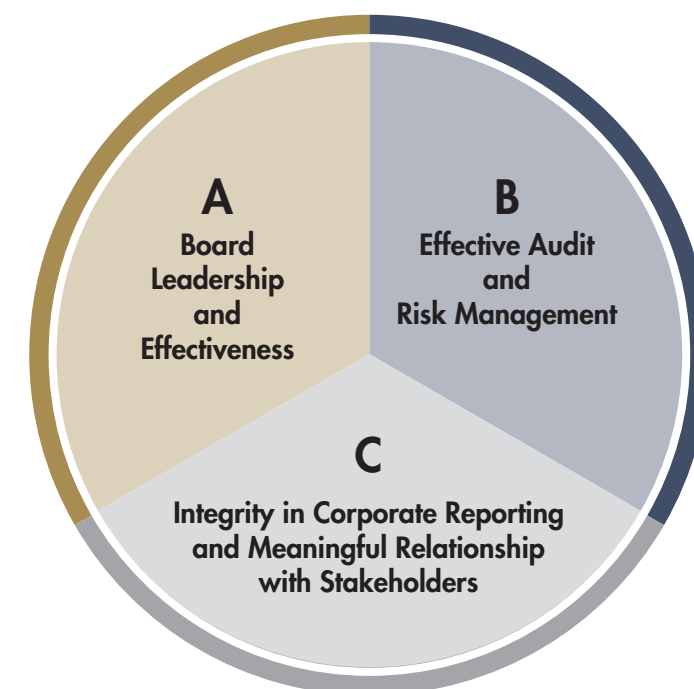 A
Board
Leadership
and
Effectiveness
B
Effective Audit
and
Risk Management
C
Integrity in Corporate Reporting
and Meaningful Relationship
with Stakeholders